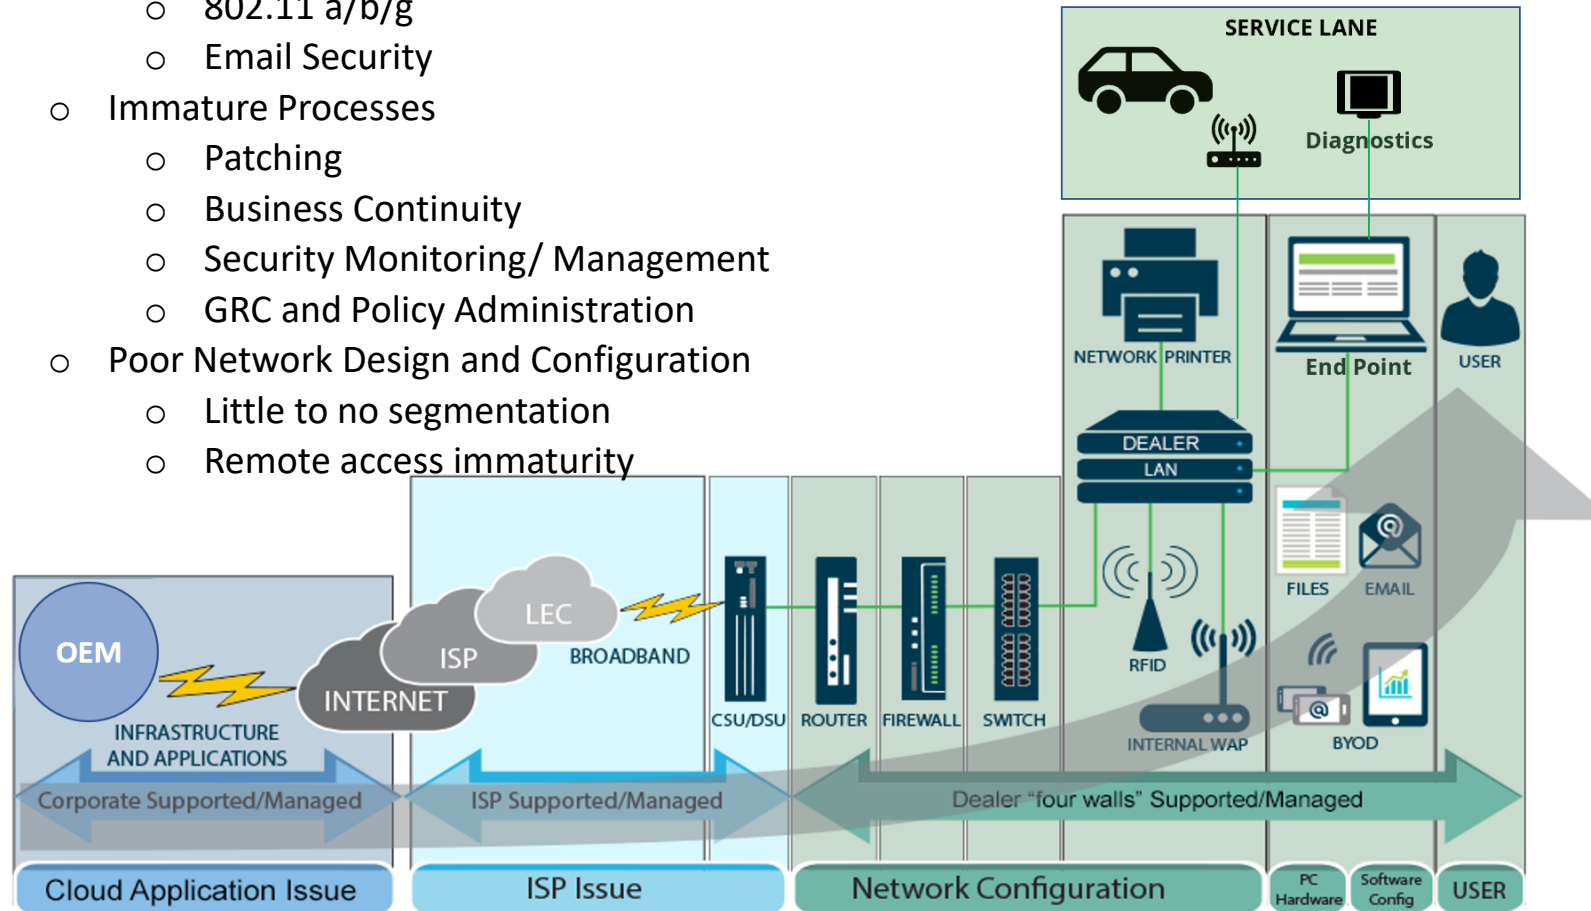 o 802.11 a/b/g
o Email Security
o Immature Processes
o Patching
o Business Continuity
o Security Monitoring/ Management
o GRC and Policy Administration
o Poor Network Design and Configuration
o Little to no segmentation
o Remote access immaturity
SERVICE LANE
Diagnostics
NETWORK PRINTER
End Point
USER
DEALER
LAN
FILES
EMAIL
OEM
INTERNET
ISP
LEC
BROADBAND
INFRASTRUCTURE
AND APPLICATIONS
CSU/DSU
ROUTER
FIREWALL
SWITCH
RFID
INTERNAL WAP
BYOD
Corporate Supported/Managed
ISP Supported/Managed
Dealer “four walls” Supported/Managed
Cloud Application Issue
ISP Issue
Network Configuration
PC
Hardware
Software
Config
USER